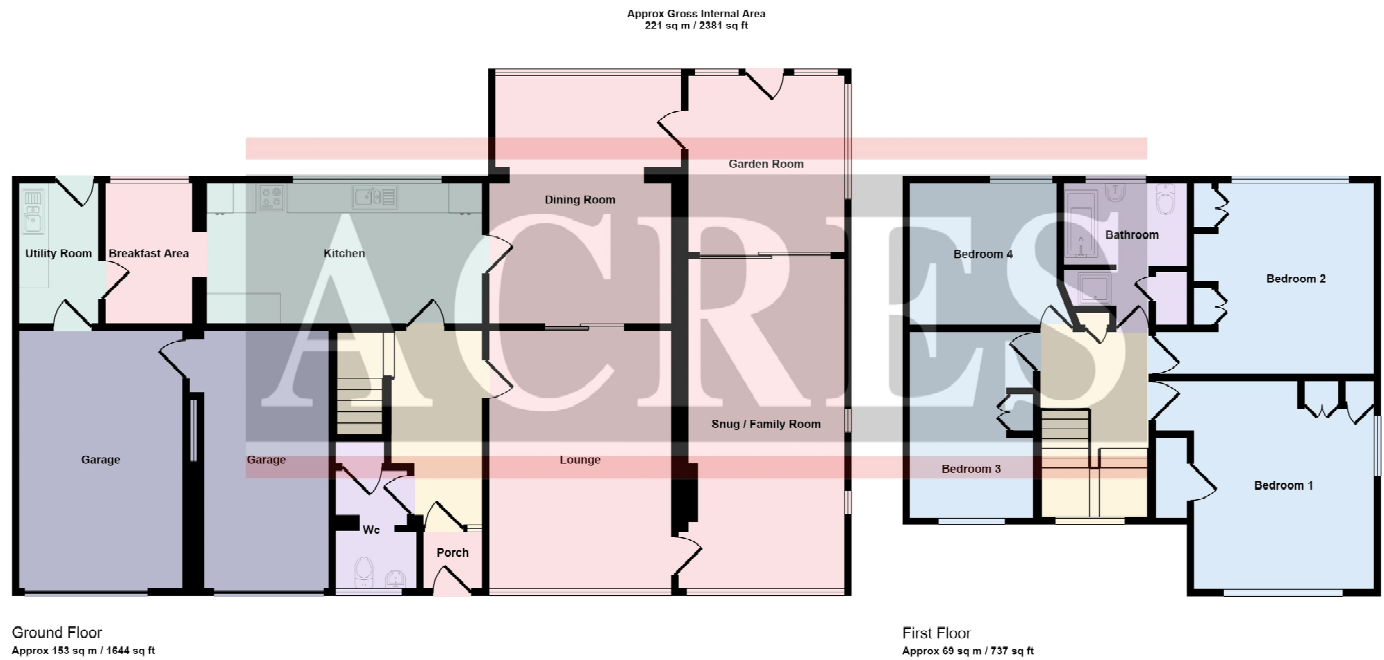 Approx Gross Internal Area
221 sq m / 2381 sq ft
Garden Room
Dining Room
Utility Room
Breakfast Area
Kitchen
Bathroom
Bedroom 4
Bedroom 2
ACRES
Garage
Garage
Lounge
Snug / Family Room
Bedroom 3
Bedroom 1
Wc
Porch
Ground Floor
Approx 153 sq m / 1644 sq ft
First Floor
Approx 69 sq m / 737 sq ft